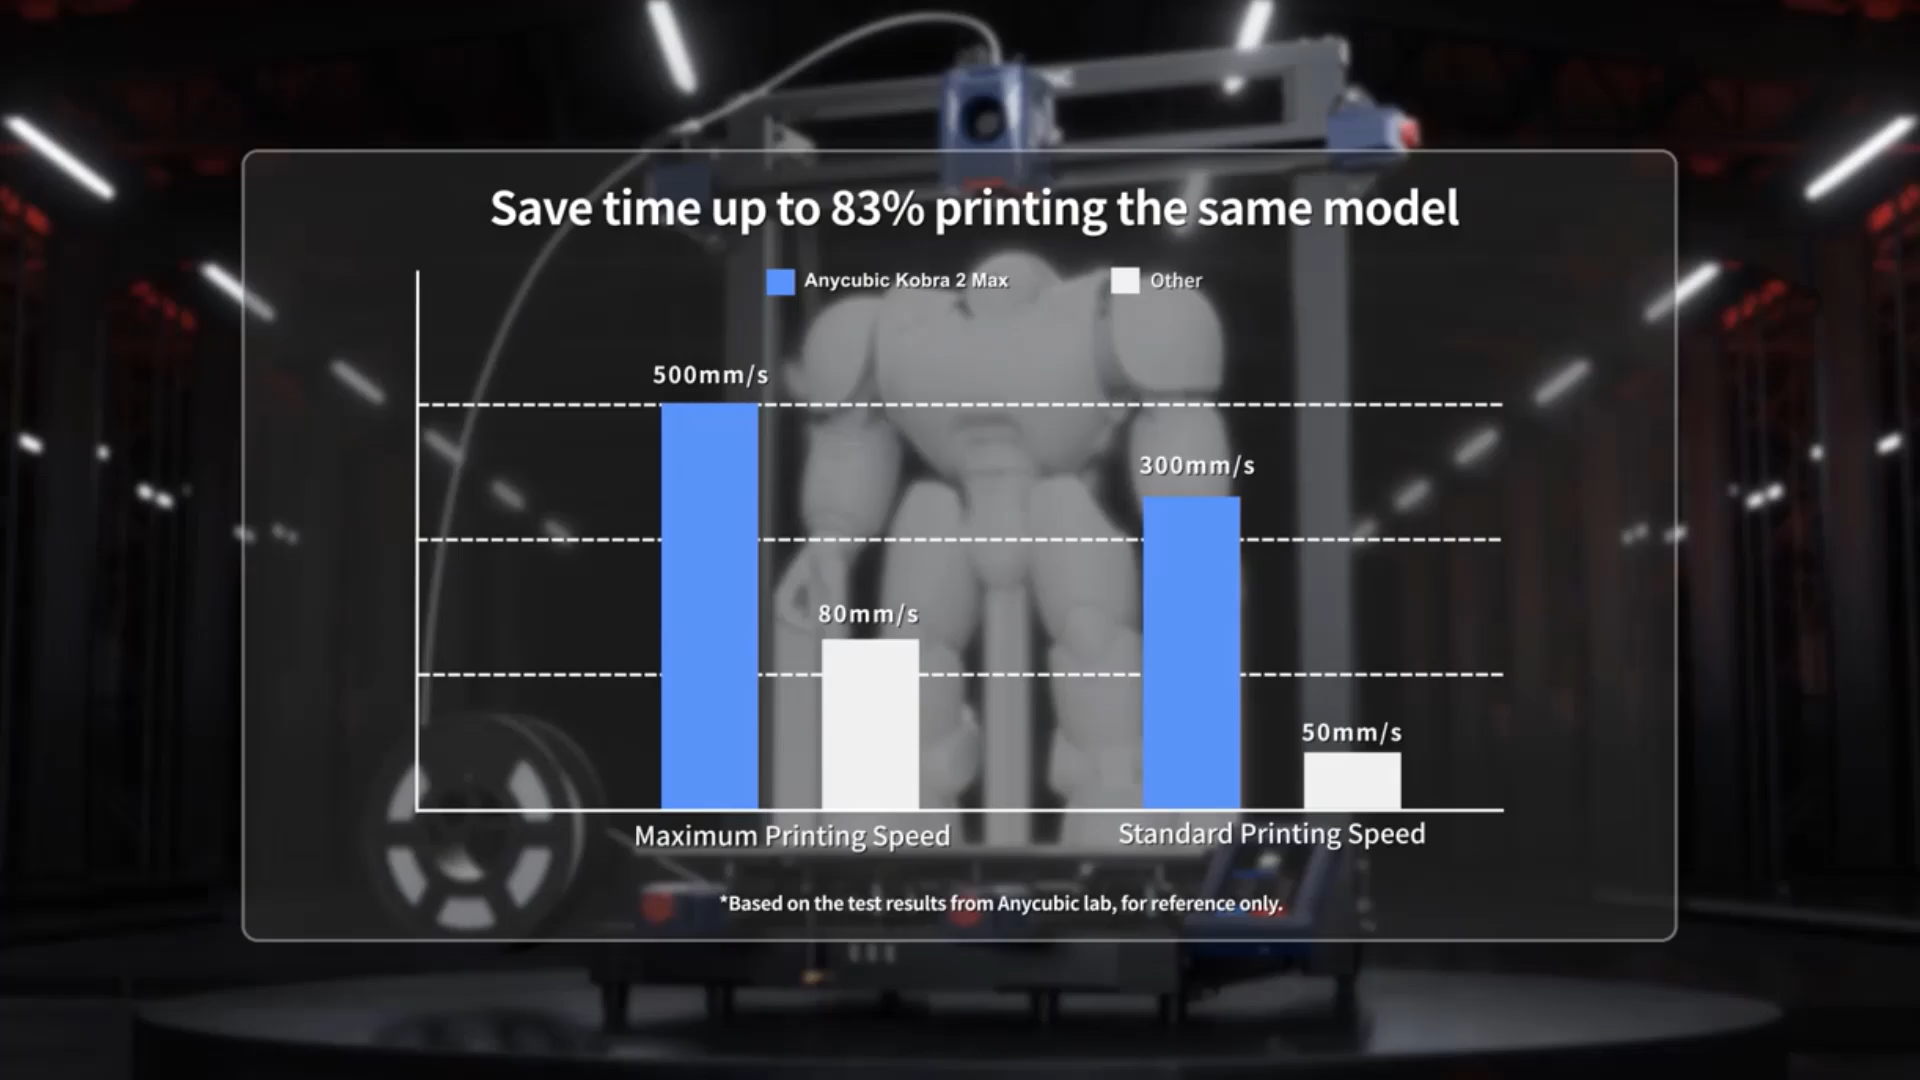 Save time up to 83% printing the same model
Anycubic Kobra 2 Max
Other
500mm/s
80mm/s
300mm/s
50mm/s
Maximum Printing Speed
Standard Printing Speed
*Based on the test results from Anycubic lab, for reference only.